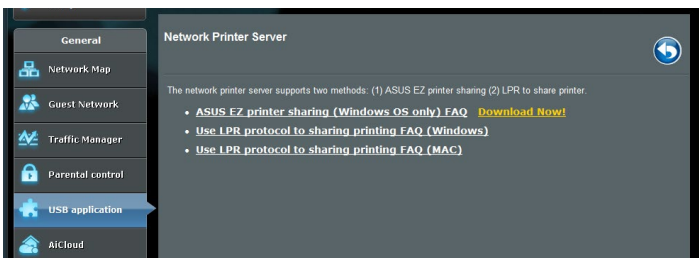 General
Network Map
Guest Network
Traffic Manager
Parental control
USB application
AiCloud
Network Printer Server
The network printer server supports two methods: (1) ASUS EZ printer sharing (2) LPR to share printer.
ASUS EZ printer sharing (Windows OS only) FAQ Download Now!
Use LPR protocol to sharing printing FAQ (Windows)
Use LPR protocol to sharing printing FAQ (MAC)